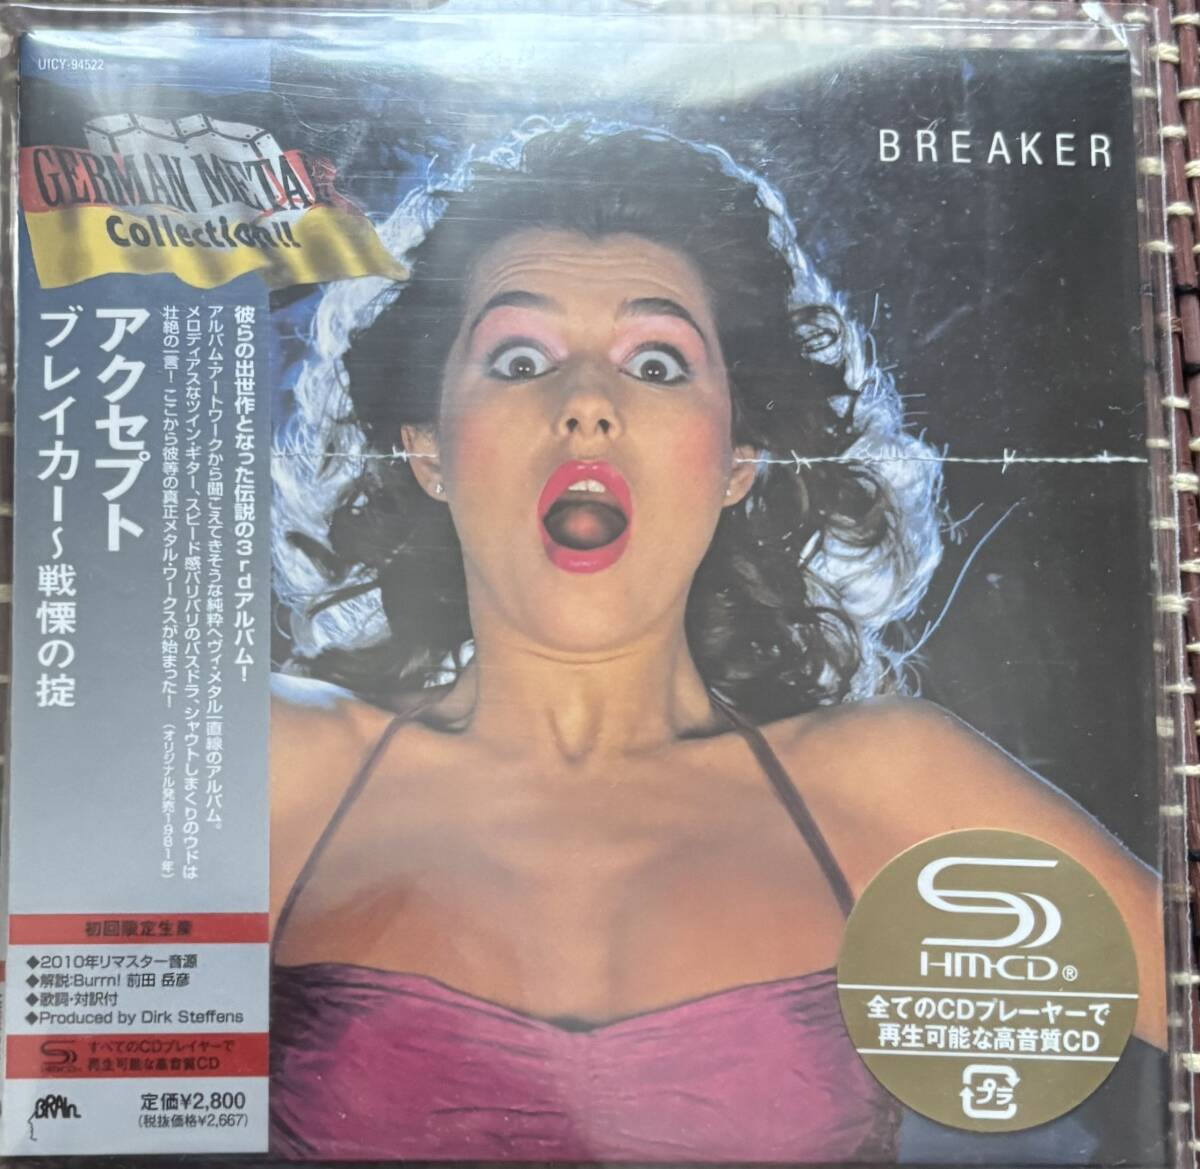 UICY-94522
GERMAN METAL
Collection!!
BREAKER
アクセプト
ブレイカー〜戦慄の掟
彼らの出世作となった伝説の3rdアルバム!
アルバム・アートワークから聞こえてきそうな純粋ヘヴィ・メタル一直線のアルバム。
メロディアスなツイン・ギター、スピード感バリバリのバスドラ、シャウトしまくりのウドは
壮絶の一言! ここから彼等の真正メタル・ワークスが始まった! (オリジナル発売1981年)
初回限定生産
◆2010年リマスター音源
◆解説:Burrn! 前田 岳彦
◆歌詞・対訳付
◆Produced by Dirk Steffens
SHM-CD すべてのCDプレイヤーで
再生可能な高音質CD
BRAIN
定価¥2,800
(税抜価格¥2,667)
SHM-CD®
全てのCDプレーヤーで
再生可能な高音質CD
プラ